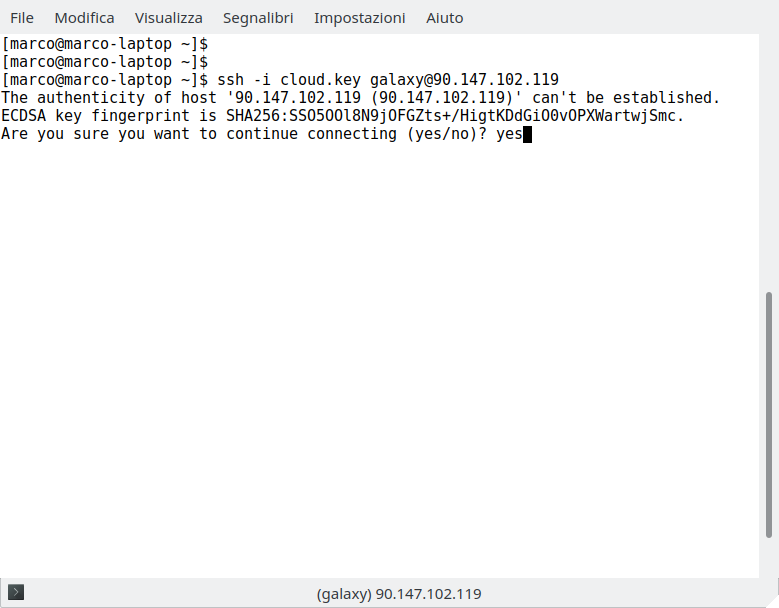 File Modifica Visualizza Segnalibri Impostazioni Aiuto
[marco@marco-laptop ~]$
[marco@marco-laptop ~]$
[marco@marco-laptop ~]$ ssh -i cloud.key galaxy@90.147.102.119
The authenticity of host '90.147.102.119 (90.147.102.119)' can't be established.
ECDSA key fingerprint is SHA256:SSO5OOl8N9jOFGZts+/HigtKDdGiO0vOPXWartwjSmc.
Are you sure you want to continue connecting (yes/no)? yes
(galaxy) 90.147.102.119